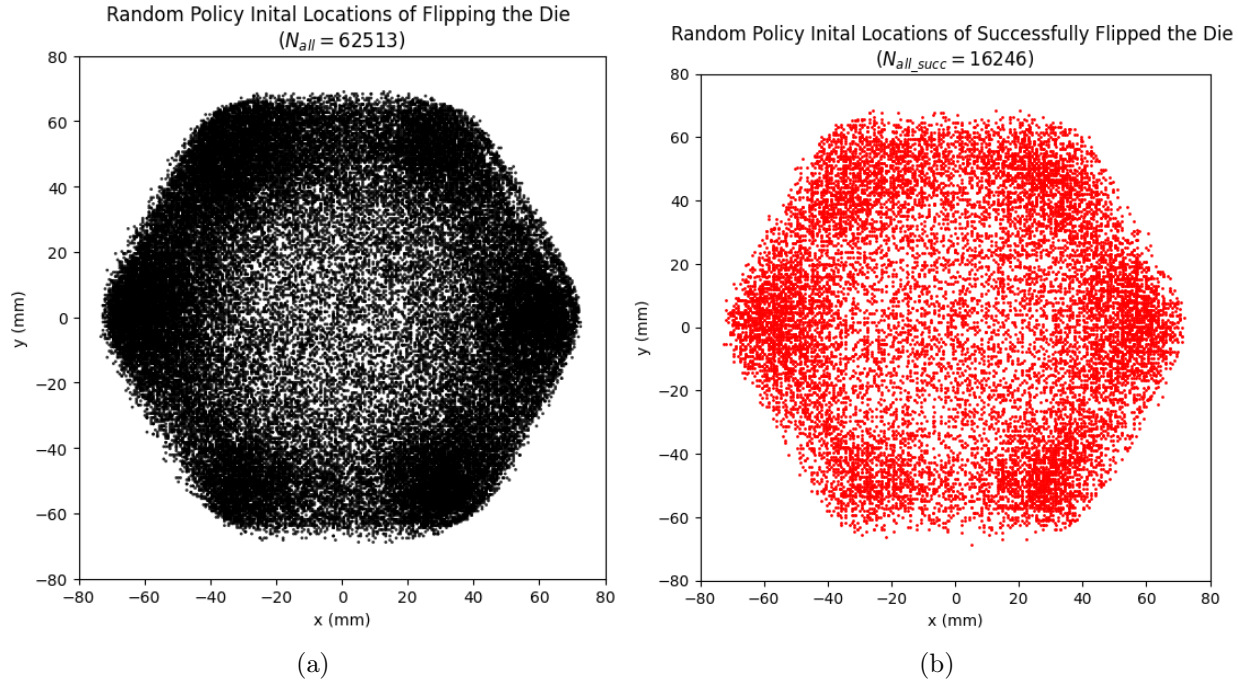 Random Policy Inital Locations of Flipping the Die
(N_all = 62513)
80
60
40
20
0
−20
−40
−60
−80
y (mm)
−80 −60 −40 −20 0 20 40 60 80
x (mm)
(a)
Random Policy Inital Locations of Successfully Flipped the Die
(N_all_succ = 16246)
80
60
40
20
0
−20
−40
−60
−80
y (mm)
−80 −60 −40 −20 0 20 40 60 80
x (mm)
(b)